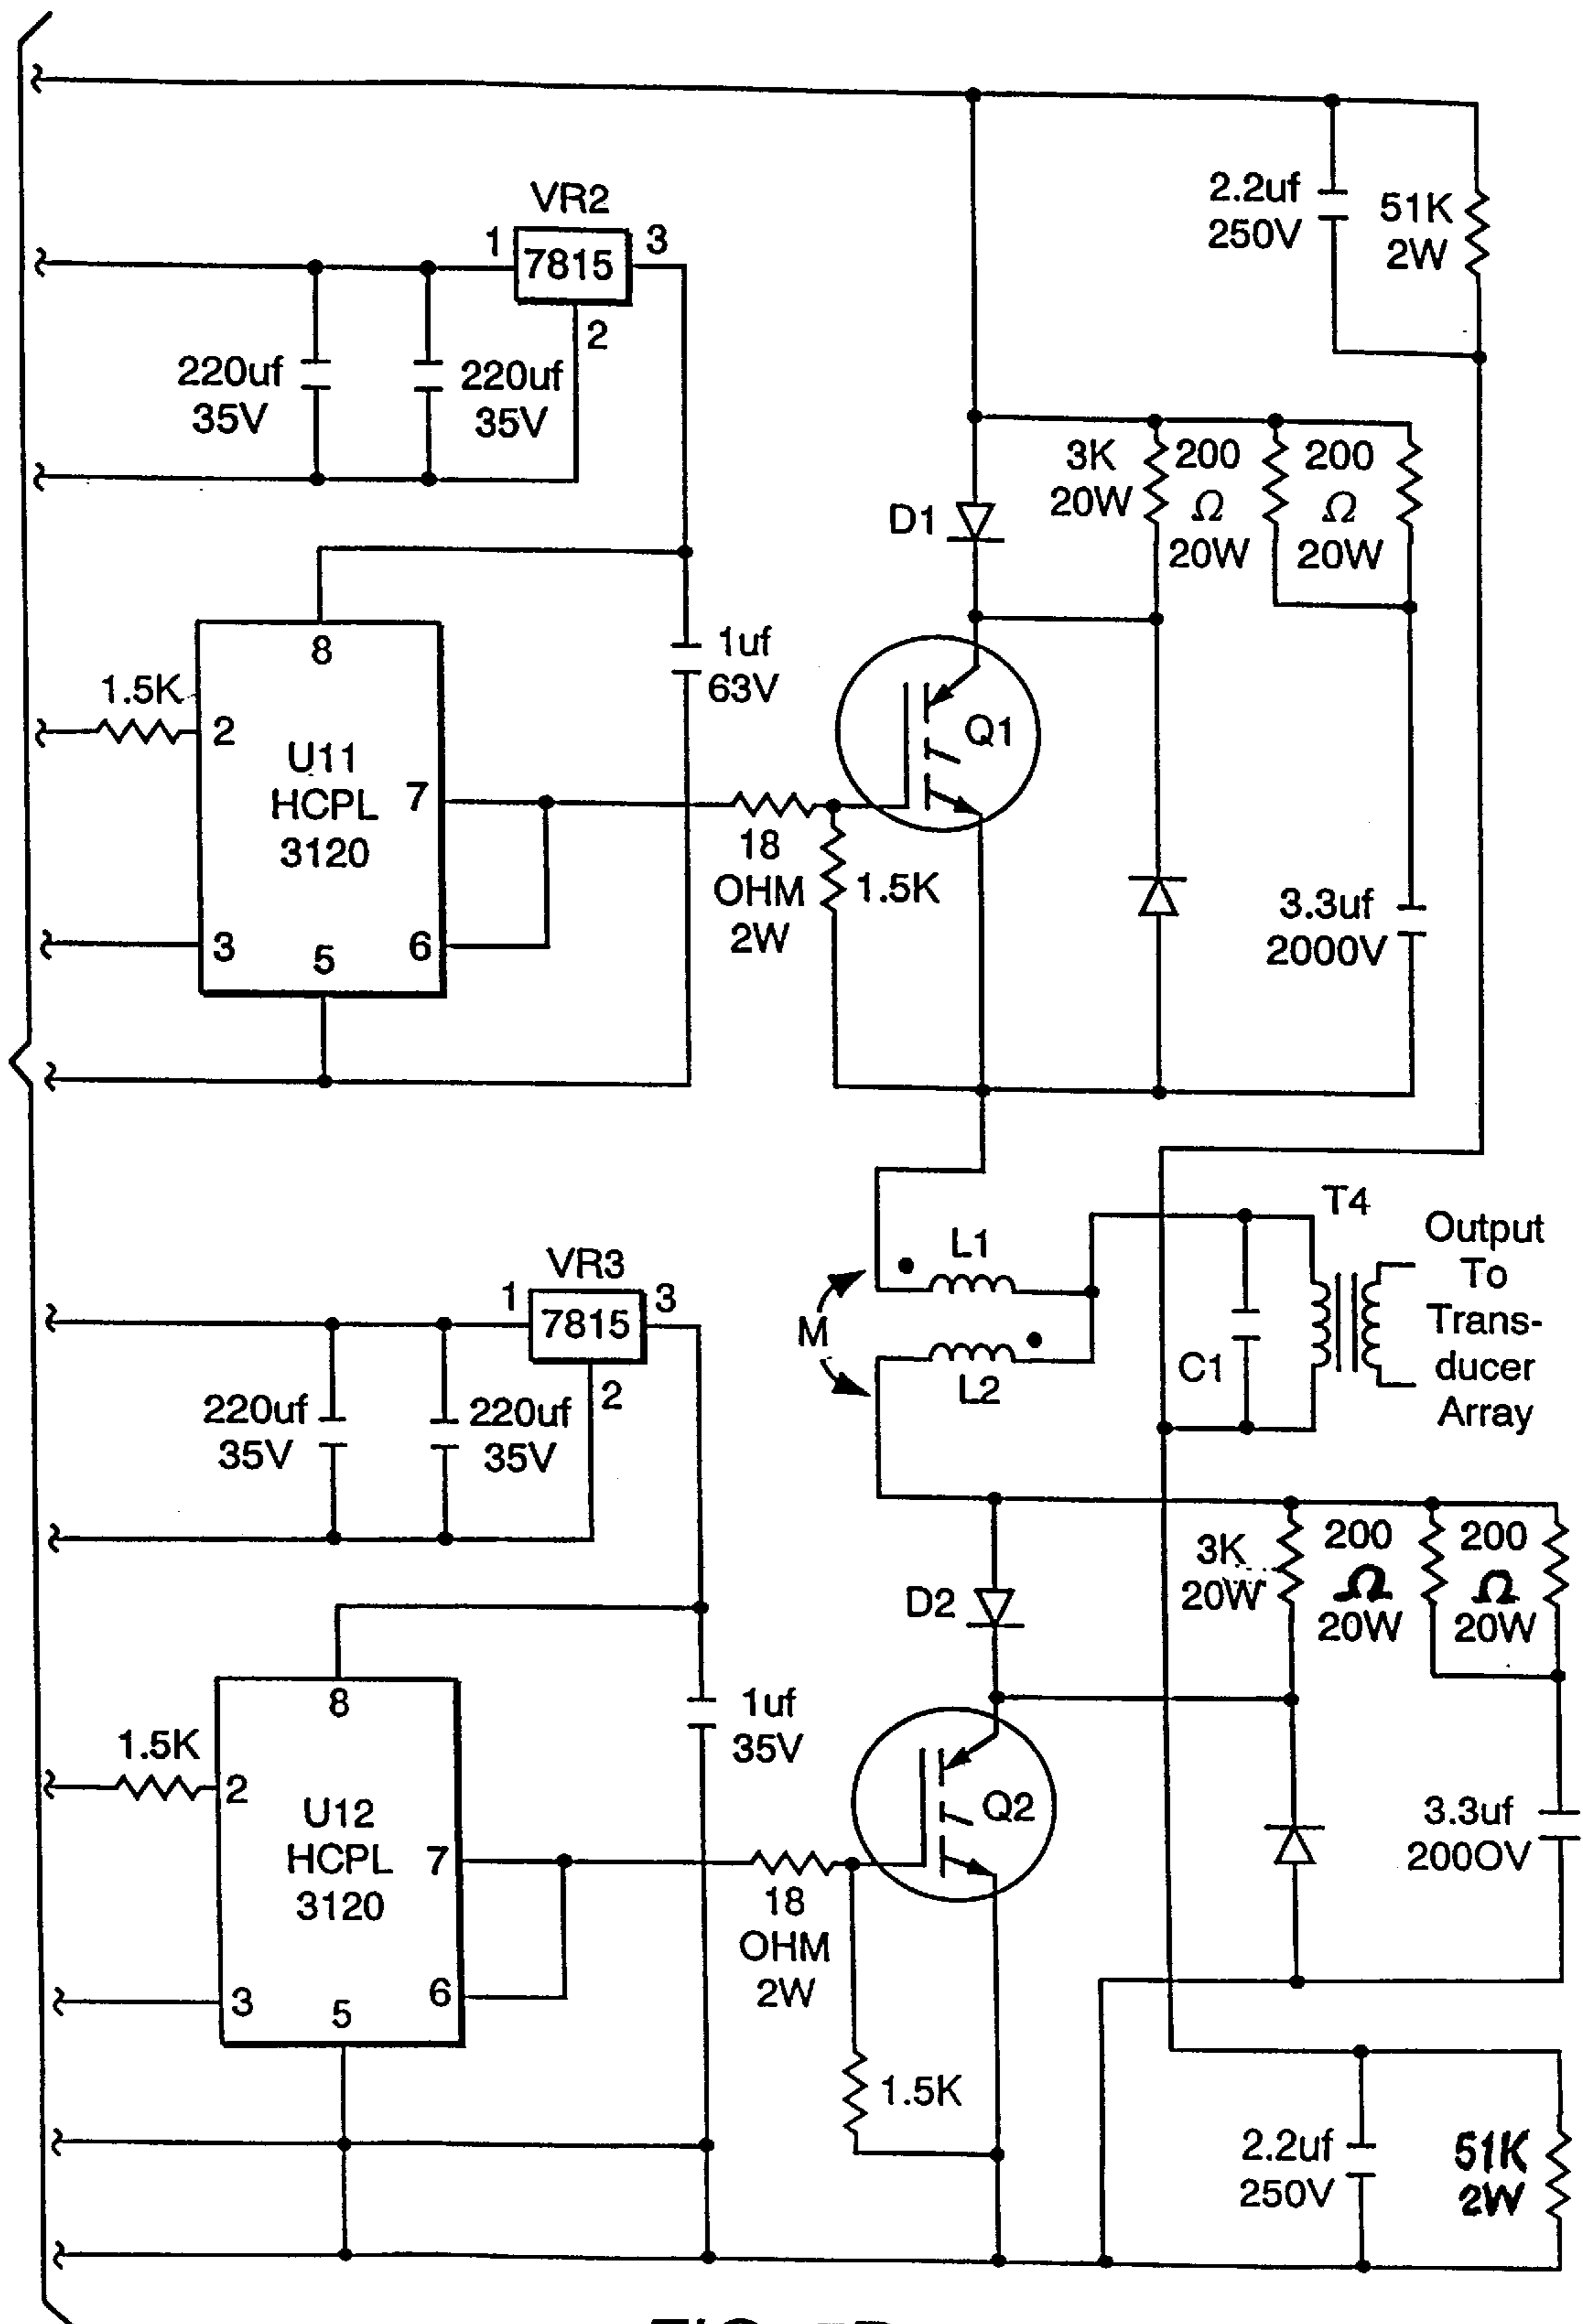 2.2uf
250V
51K
2W
VR2
1
7815
3
2
220uf
35V
220uf
35V
3K
20W
200
Ω
20W
200
Ω
20W
D1
8
1uf
63V
1.5K
2
U11
HCPL
3120
7
Q1
18
OHM
2W
1.5K
3
5
6
3.3uf
2000V
T4
Output
To
Trans-
ducer
Array
L1
M
L2
C1
VR3
1
7815
3
2
220uf
35V
220uf
35V
3K
20W
200
Ω
20W
200
Ω
20W
D2
8
1uf
35V
1.5K
2
U12
HCPL
3120
7
Q2
18
OHM
2W
3.3uf
200OV
3
5
6
1.5K
2.2uf
250V
51K
2W